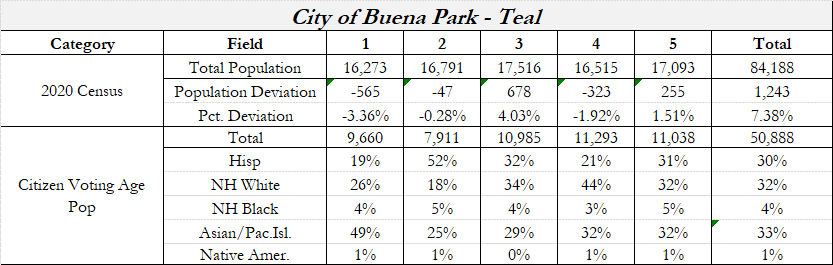 City of Buena Park - Teal
Category Field 1 2 3 4 5 Total
2020 Census
Total Population 16,273 16,791 17,516 16,515 17,093 84,188
Population Deviation -565 -47 678 -323 255 1,243
Pct. Deviation -3.36% -0.28% 4.03% -1.92% 1.51% 7.38%
Citizen Voting Age Pop
Total 9,660 7,911 10,985 11,293 11,038 50,888
Hisp 19% 52% 32% 21% 31% 30%
NH White 26% 18% 34% 44% 32% 32%
NH Black 4% 5% 4% 3% 5% 4%
Asian/Pac.Isl. 49% 25% 29% 32% 32% 33%
Native Amer. 1% 1% 0% 1% 1% 1%